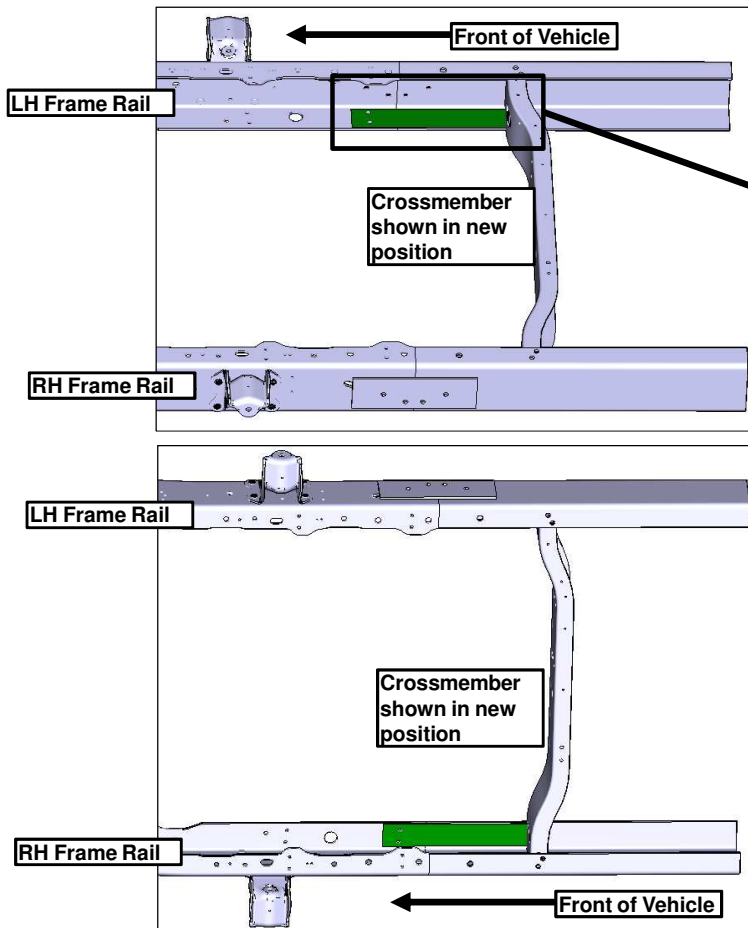 Front of Vehicle
LH Frame Rail
Crossmember
shown in new
position
RH Frame Rail
LH Frame Rail
Crossmember
shown in new
position
RH Frame Rail
Front of Vehicle